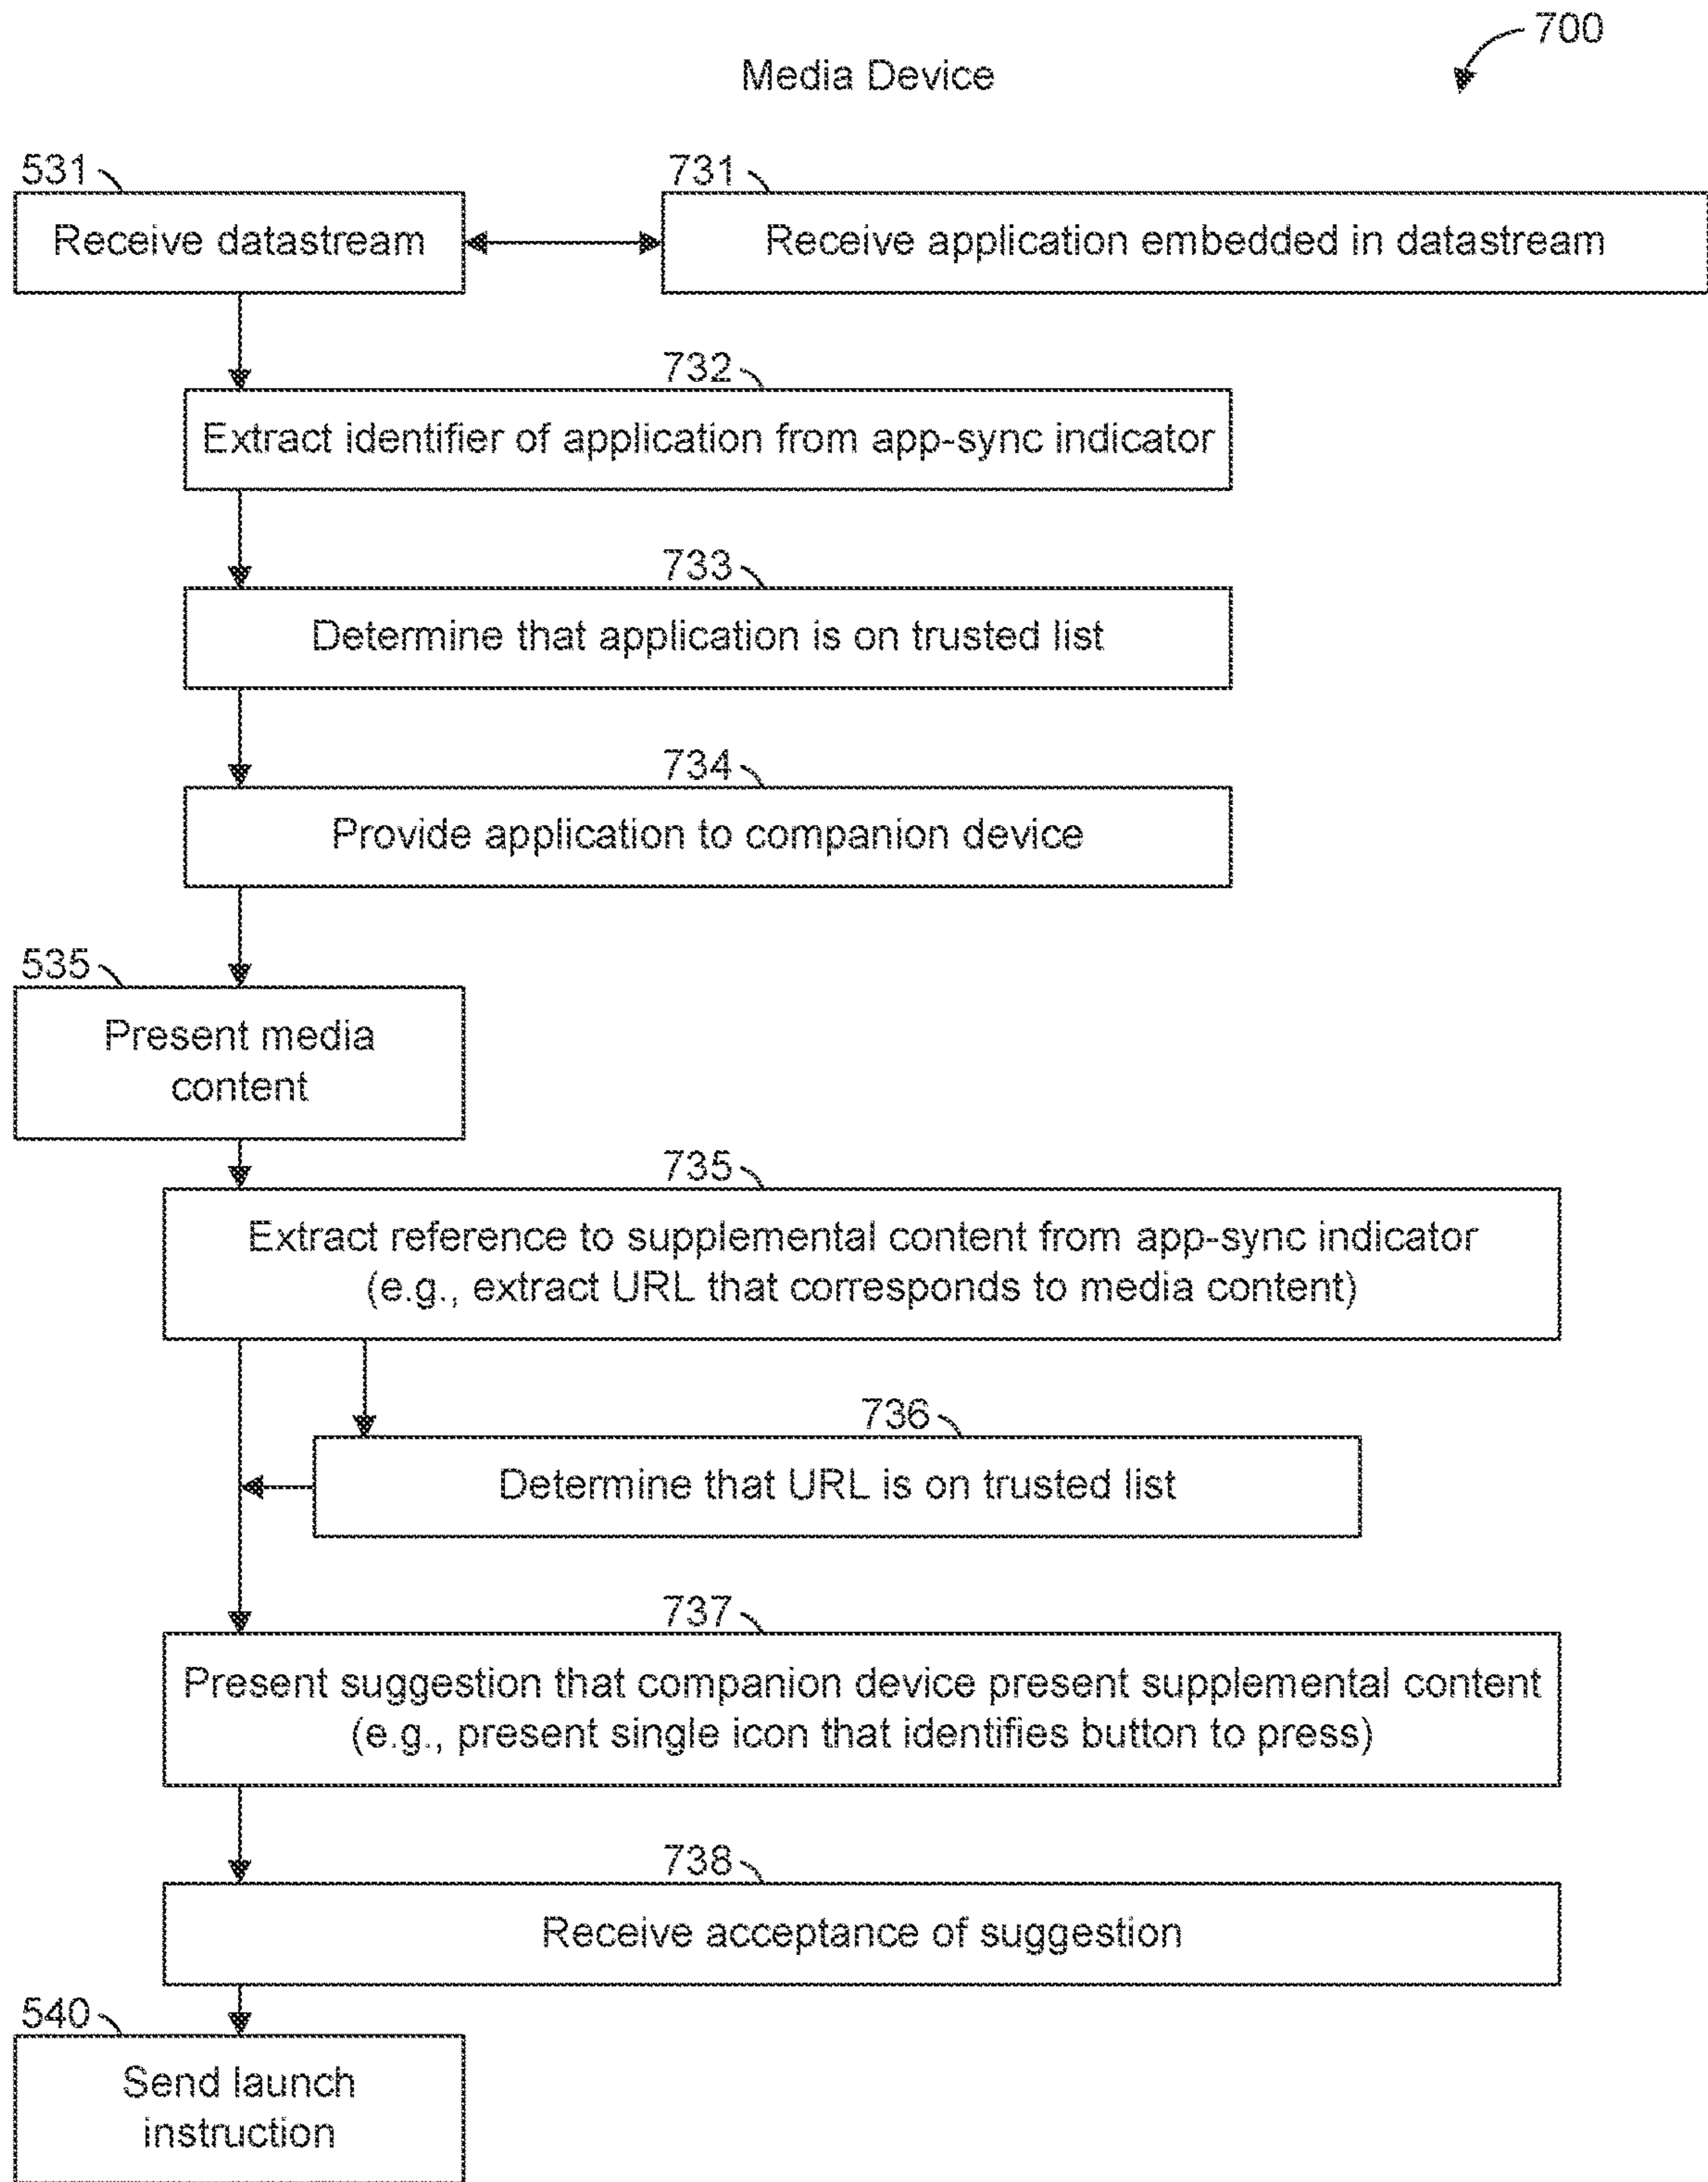 700
Media Device
531
731
Receive datastream
Receive application embedded in datastream
732
Extract identifier of application from app-sync indicator
733
Determine that application is on trusted list
734
Provide application to companion device
535
Present media
content
735
Extract reference to supplemental content from app-sync indicator
(e.g., extract URL that corresponds to media content)
736
Determine that URL is on trusted list
737
Present suggestion that companion device present supplemental content
(e.g., present single icon that identifies button to press)
738
Receive acceptance of suggestion
540
Send launch
instruction